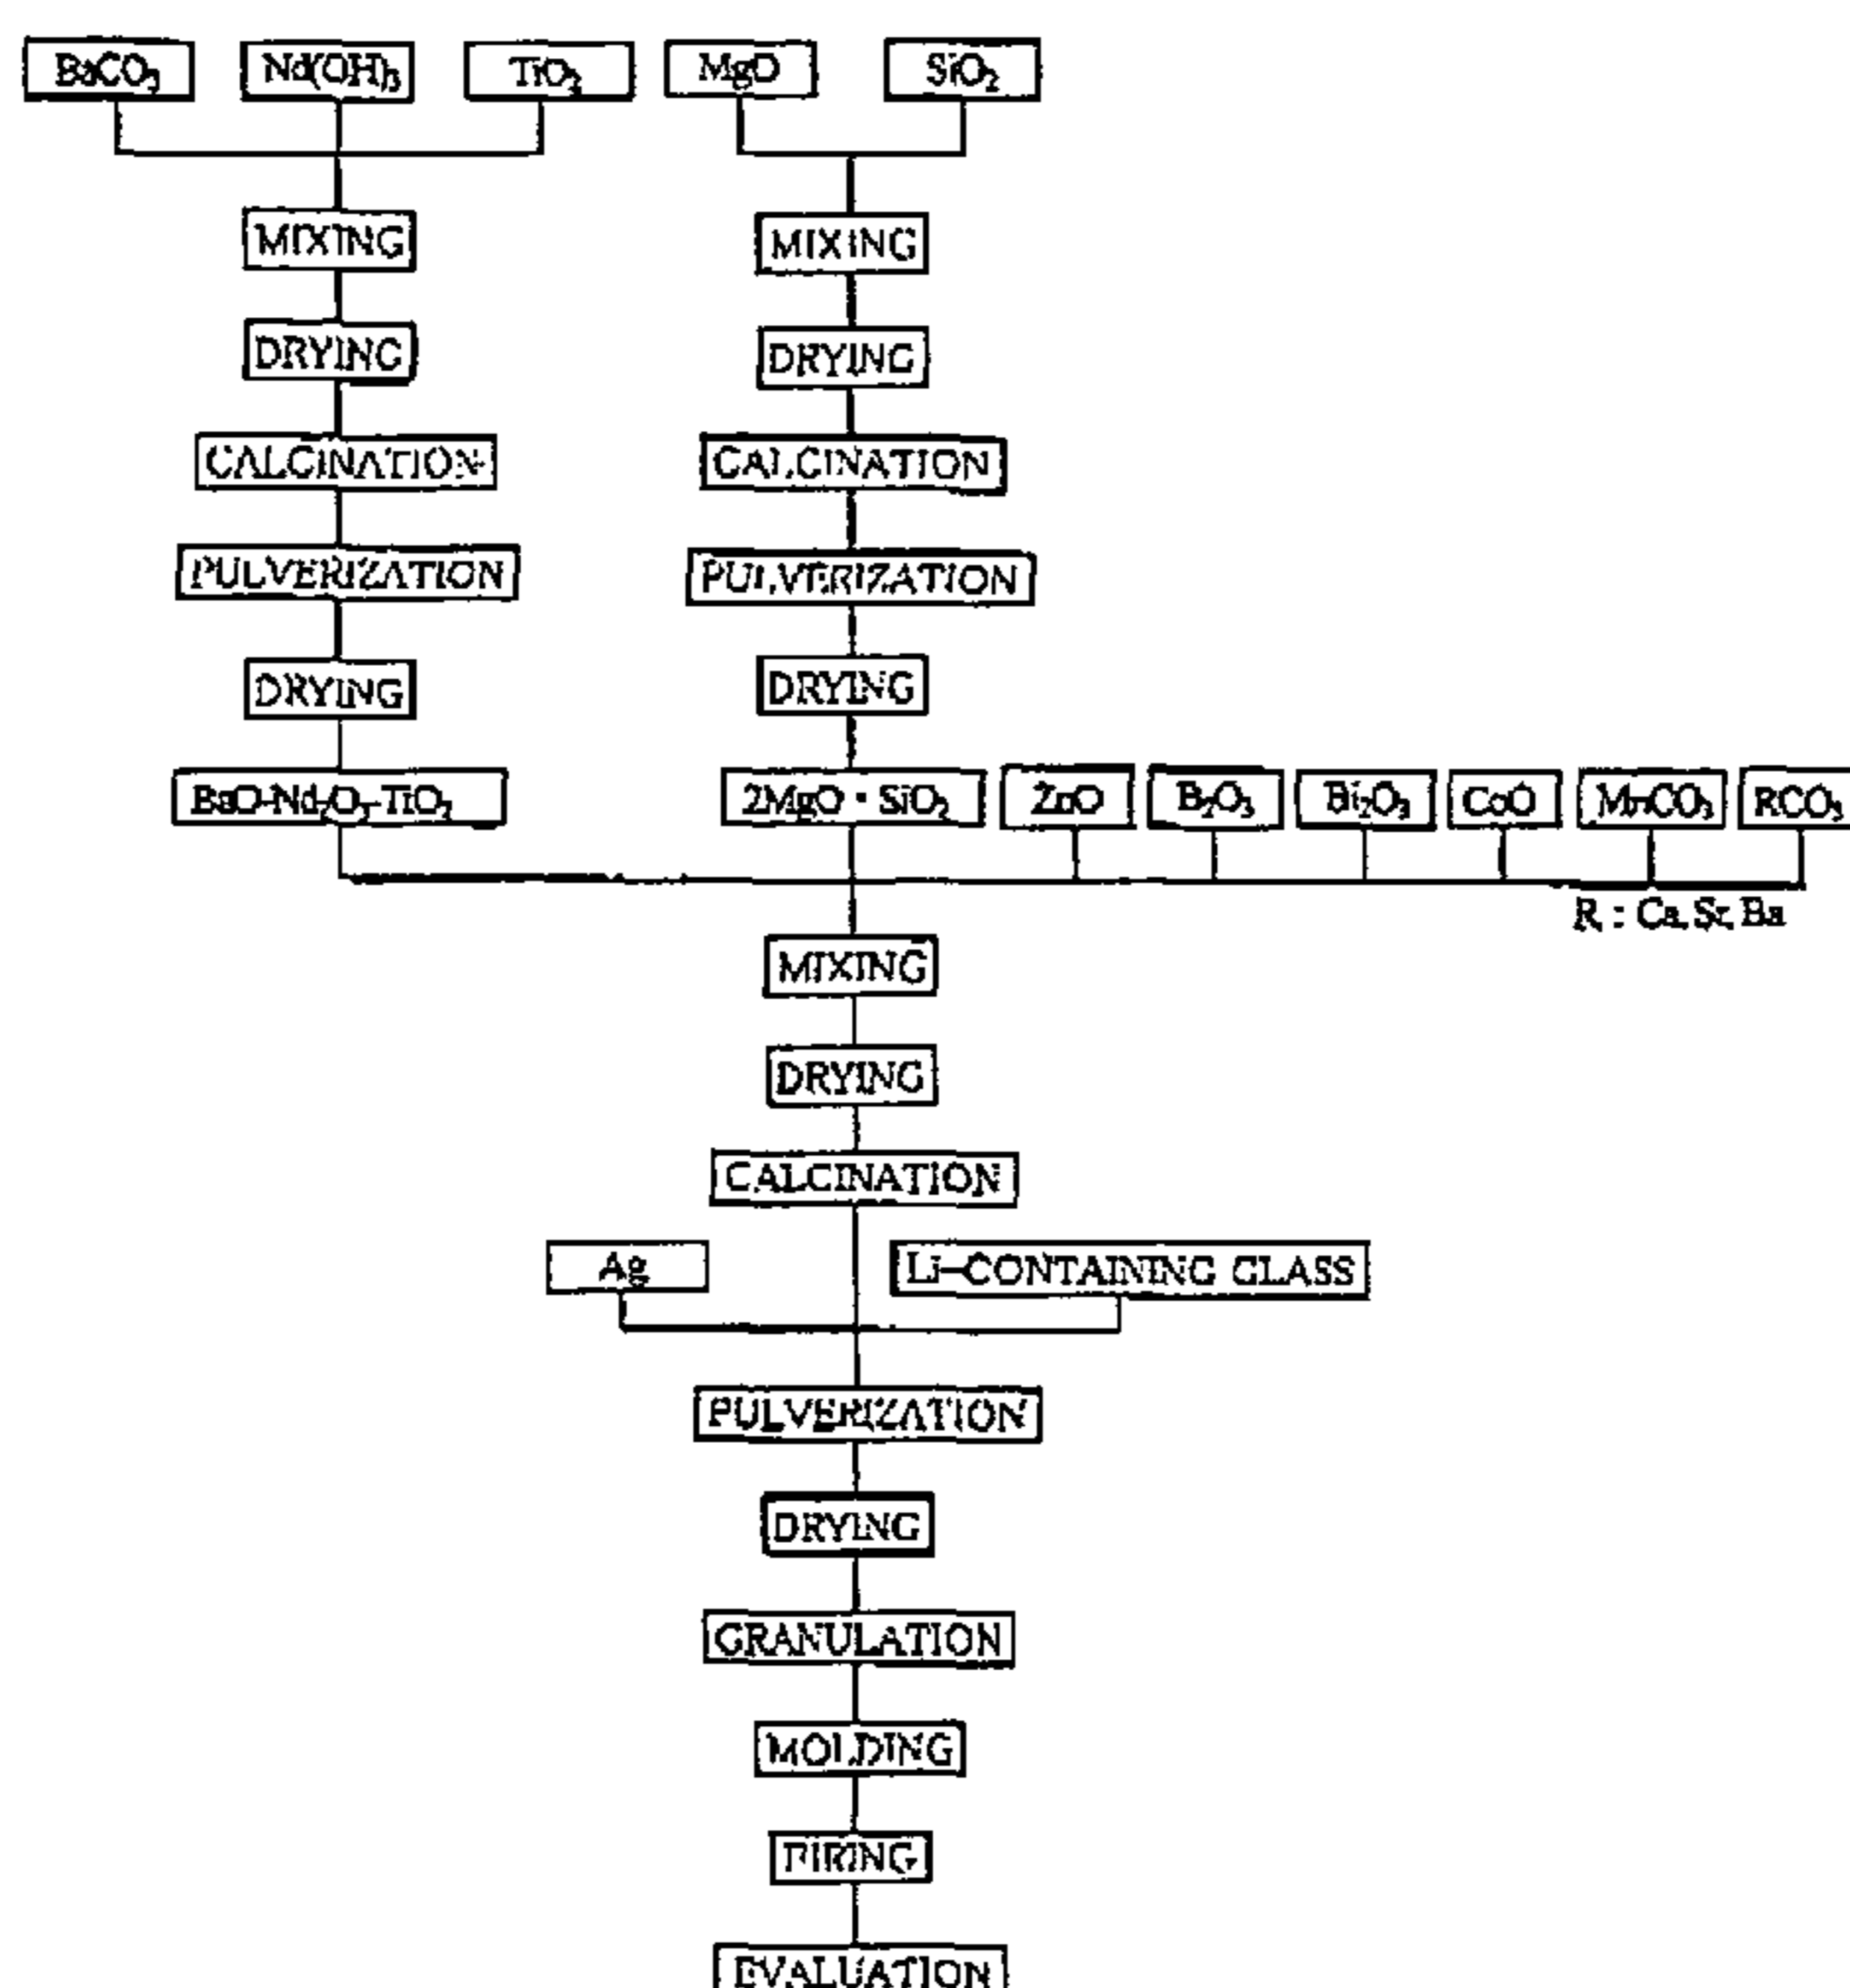 BaCO₃ Nd(OH)₃ TiO₂ MgO SiO₂
MIXING MIXING
DRYING DRYING
CALCINATION CALCINATION
PULVERIZATION PULVERIZATION
DRYING DRYING
BaO-Nd₂O₃-TiO₂ 2MgO・SiO₂ ZnO B₂O₃ Bi₂O₃ CoO MnCO₃ RCO₃
R : Ca, Sr, Ba
MIXING
DRYING
CALCINATION
Ag Li-CONTAINING GLASS
PULVERIZATION
DRYING
GRANULATION
MOLDING
FIRING
EVALUATION